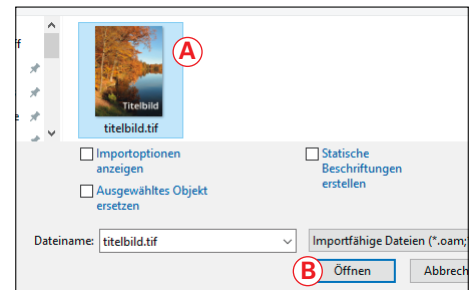 ff
e
A
Titelbild
titelbild.tif
Importoptionen
anzeigen
Statische
Beschriftungen
erstellen
Ausgewähltes Objekt
ersetzen
Dateiname: titelbild.tif Importfähige Dateien (*.oam;
B Öffnen Abbrech